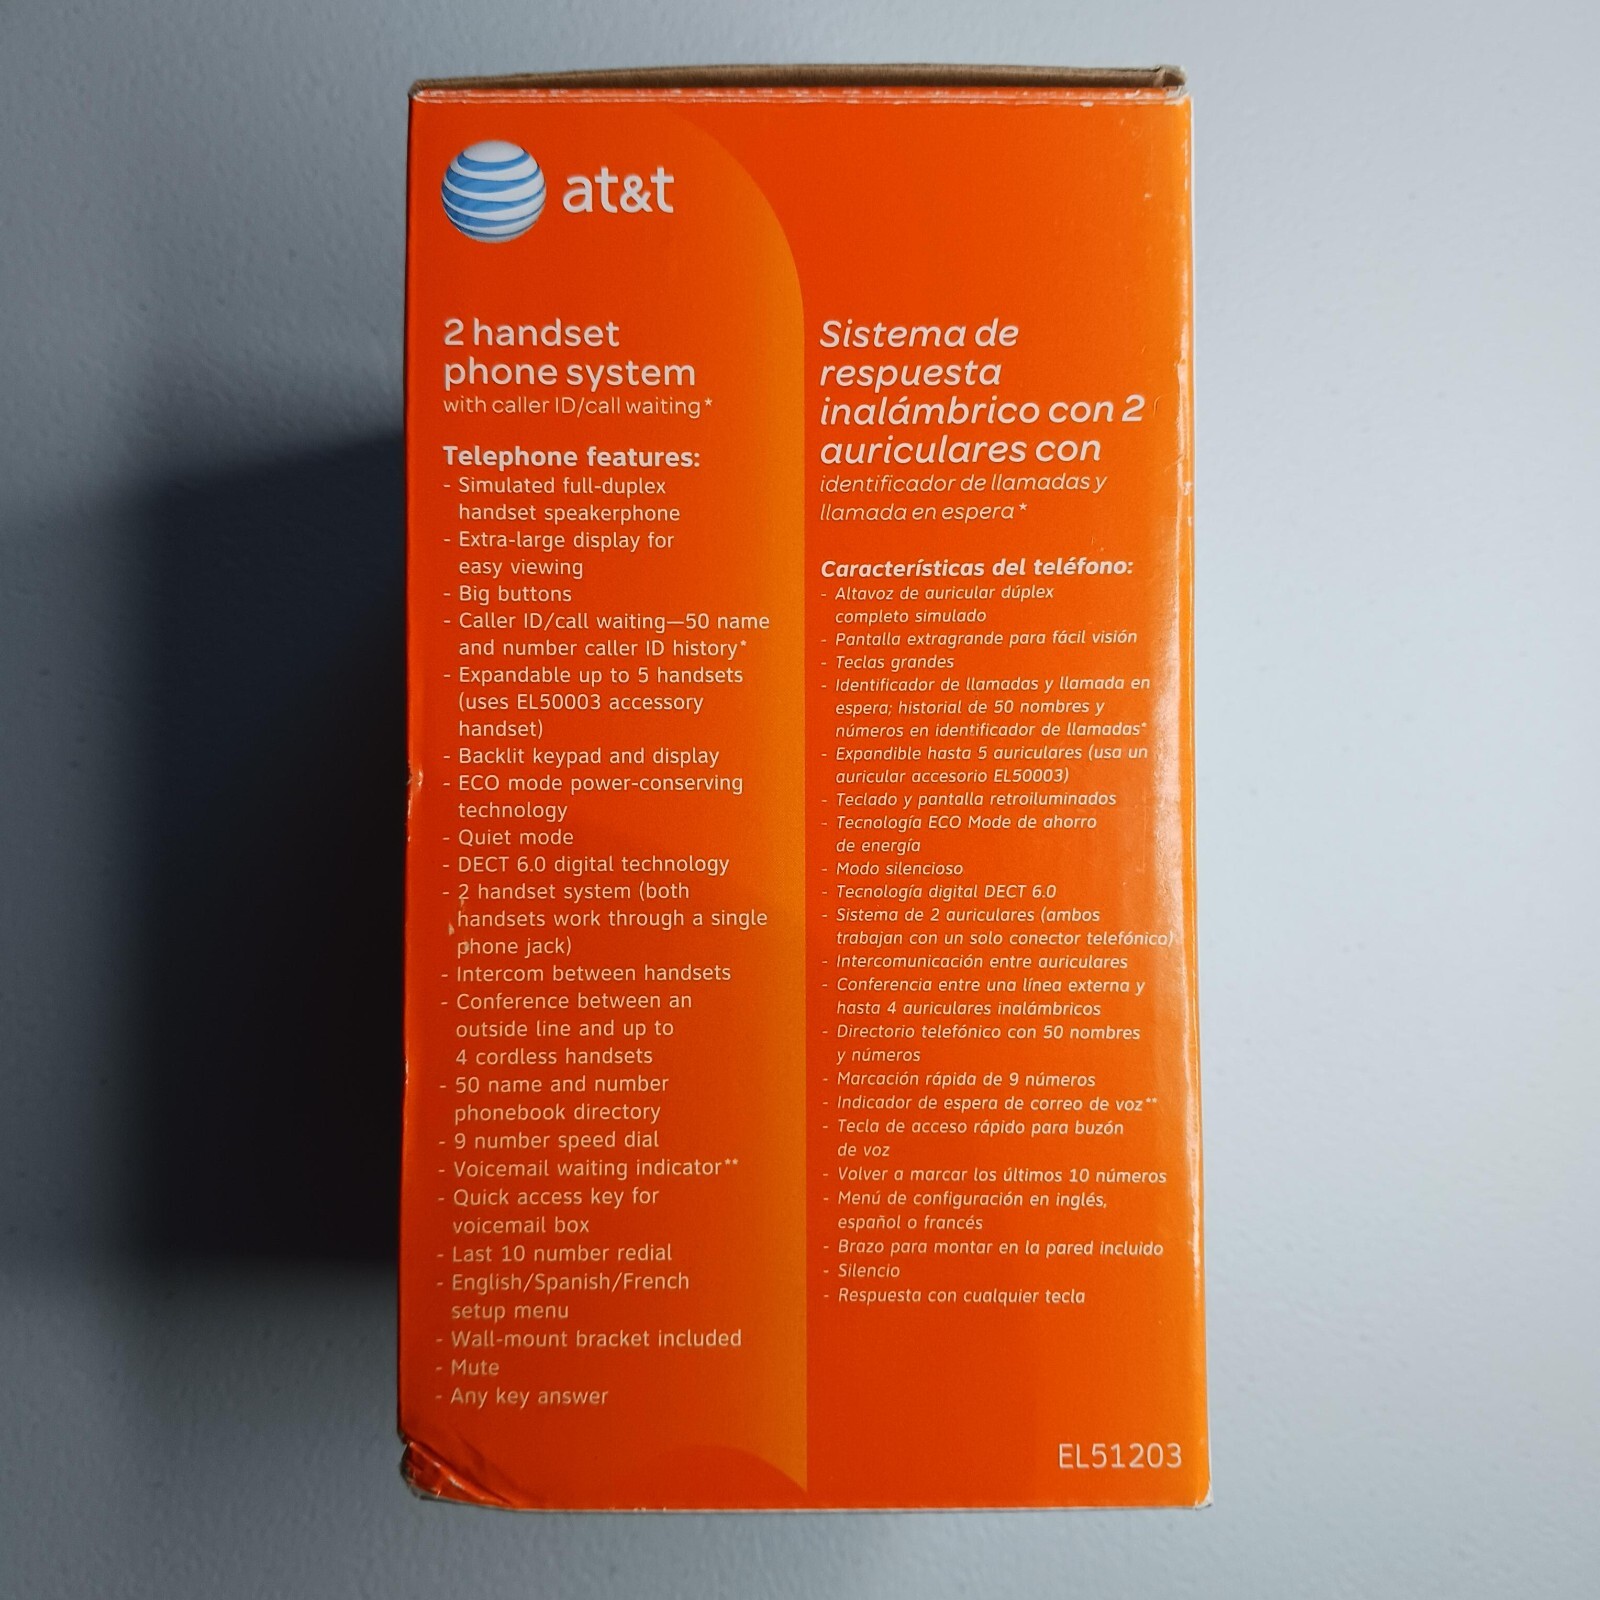 at&t
2 handset
phone system
with caller ID/call waiting*
Telephone features:
- Simulated full-duplex
handset speakerphone
- Extra-large display for
easy viewing
- Big buttons
- Caller ID/call waiting—50 name
and number caller ID history*
- Expandable up to 5 handsets
(uses EL50003 accessory
handset)
- Backlit keypad and display
- ECO mode power-conserving
technology
- Quiet mode
- DECT 6.0 digital technology
- 2 handset system (both
handsets work through a single
phone jack)
- Intercom between handsets
- Conference between an
outside line and up to
4 cordless handsets
- 50 name and number
phonebook directory
- 9 number speed dial
- Voicemail waiting indicator**
- Quick access key for
voicemail box
- Last 10 number redial
- English/Spanish/French
setup menu
- Wall-mount bracket included
- Mute
- Any key answer
Sistema de
respuesta
inalámbrico con 2
auriculares con
identificador de llamadas y
llamada en espera*
Características del teléfono:
- Altavoz de auricular dúplex
completo simulado
- Pantalla extragrande para fácil visión
- Teclas grandes
- Identificador de llamadas y llamada en
espera; historial de 50 nombres y
números en identificador de llamadas*
- Expandible hasta 5 auriculares (usa un
auricular accesorio EL50003)
- Teclado y pantalla retroiluminados
- Tecnología ECO Mode de ahorro
de energía
- Modo silencioso
- Tecnología digital DECT 6.0
- Sistema de 2 auriculares (ambos
trabajan con un solo conector telefónico)
- Intercomunicación entre auriculares
- Conferencia entre una línea externa y
hasta 4 auriculares inalámbricos
- Directorio telefónico con 50 nombres
y números
- Marcación rápida de 9 números
- Indicador de espera de correo de voz**
- Tecla de acceso rápido para buzón
de voz
- Volver a marcar los últimos 10 números
- Menú de configuración en inglés,
español o francés
- Brazo para montar en la pared incluido
- Silencio
- Respuesta con cualquier tecla
EL51203